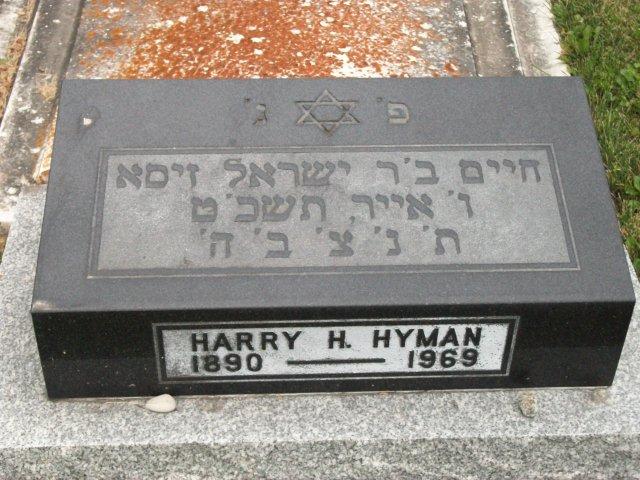 פ' ג'
חיים ב'ר ישראל זיסא
ו' אייר, תשכ'ט
ת' נ' צ' ב' ה'
HARRY H. HYMAN
1890 — 1969